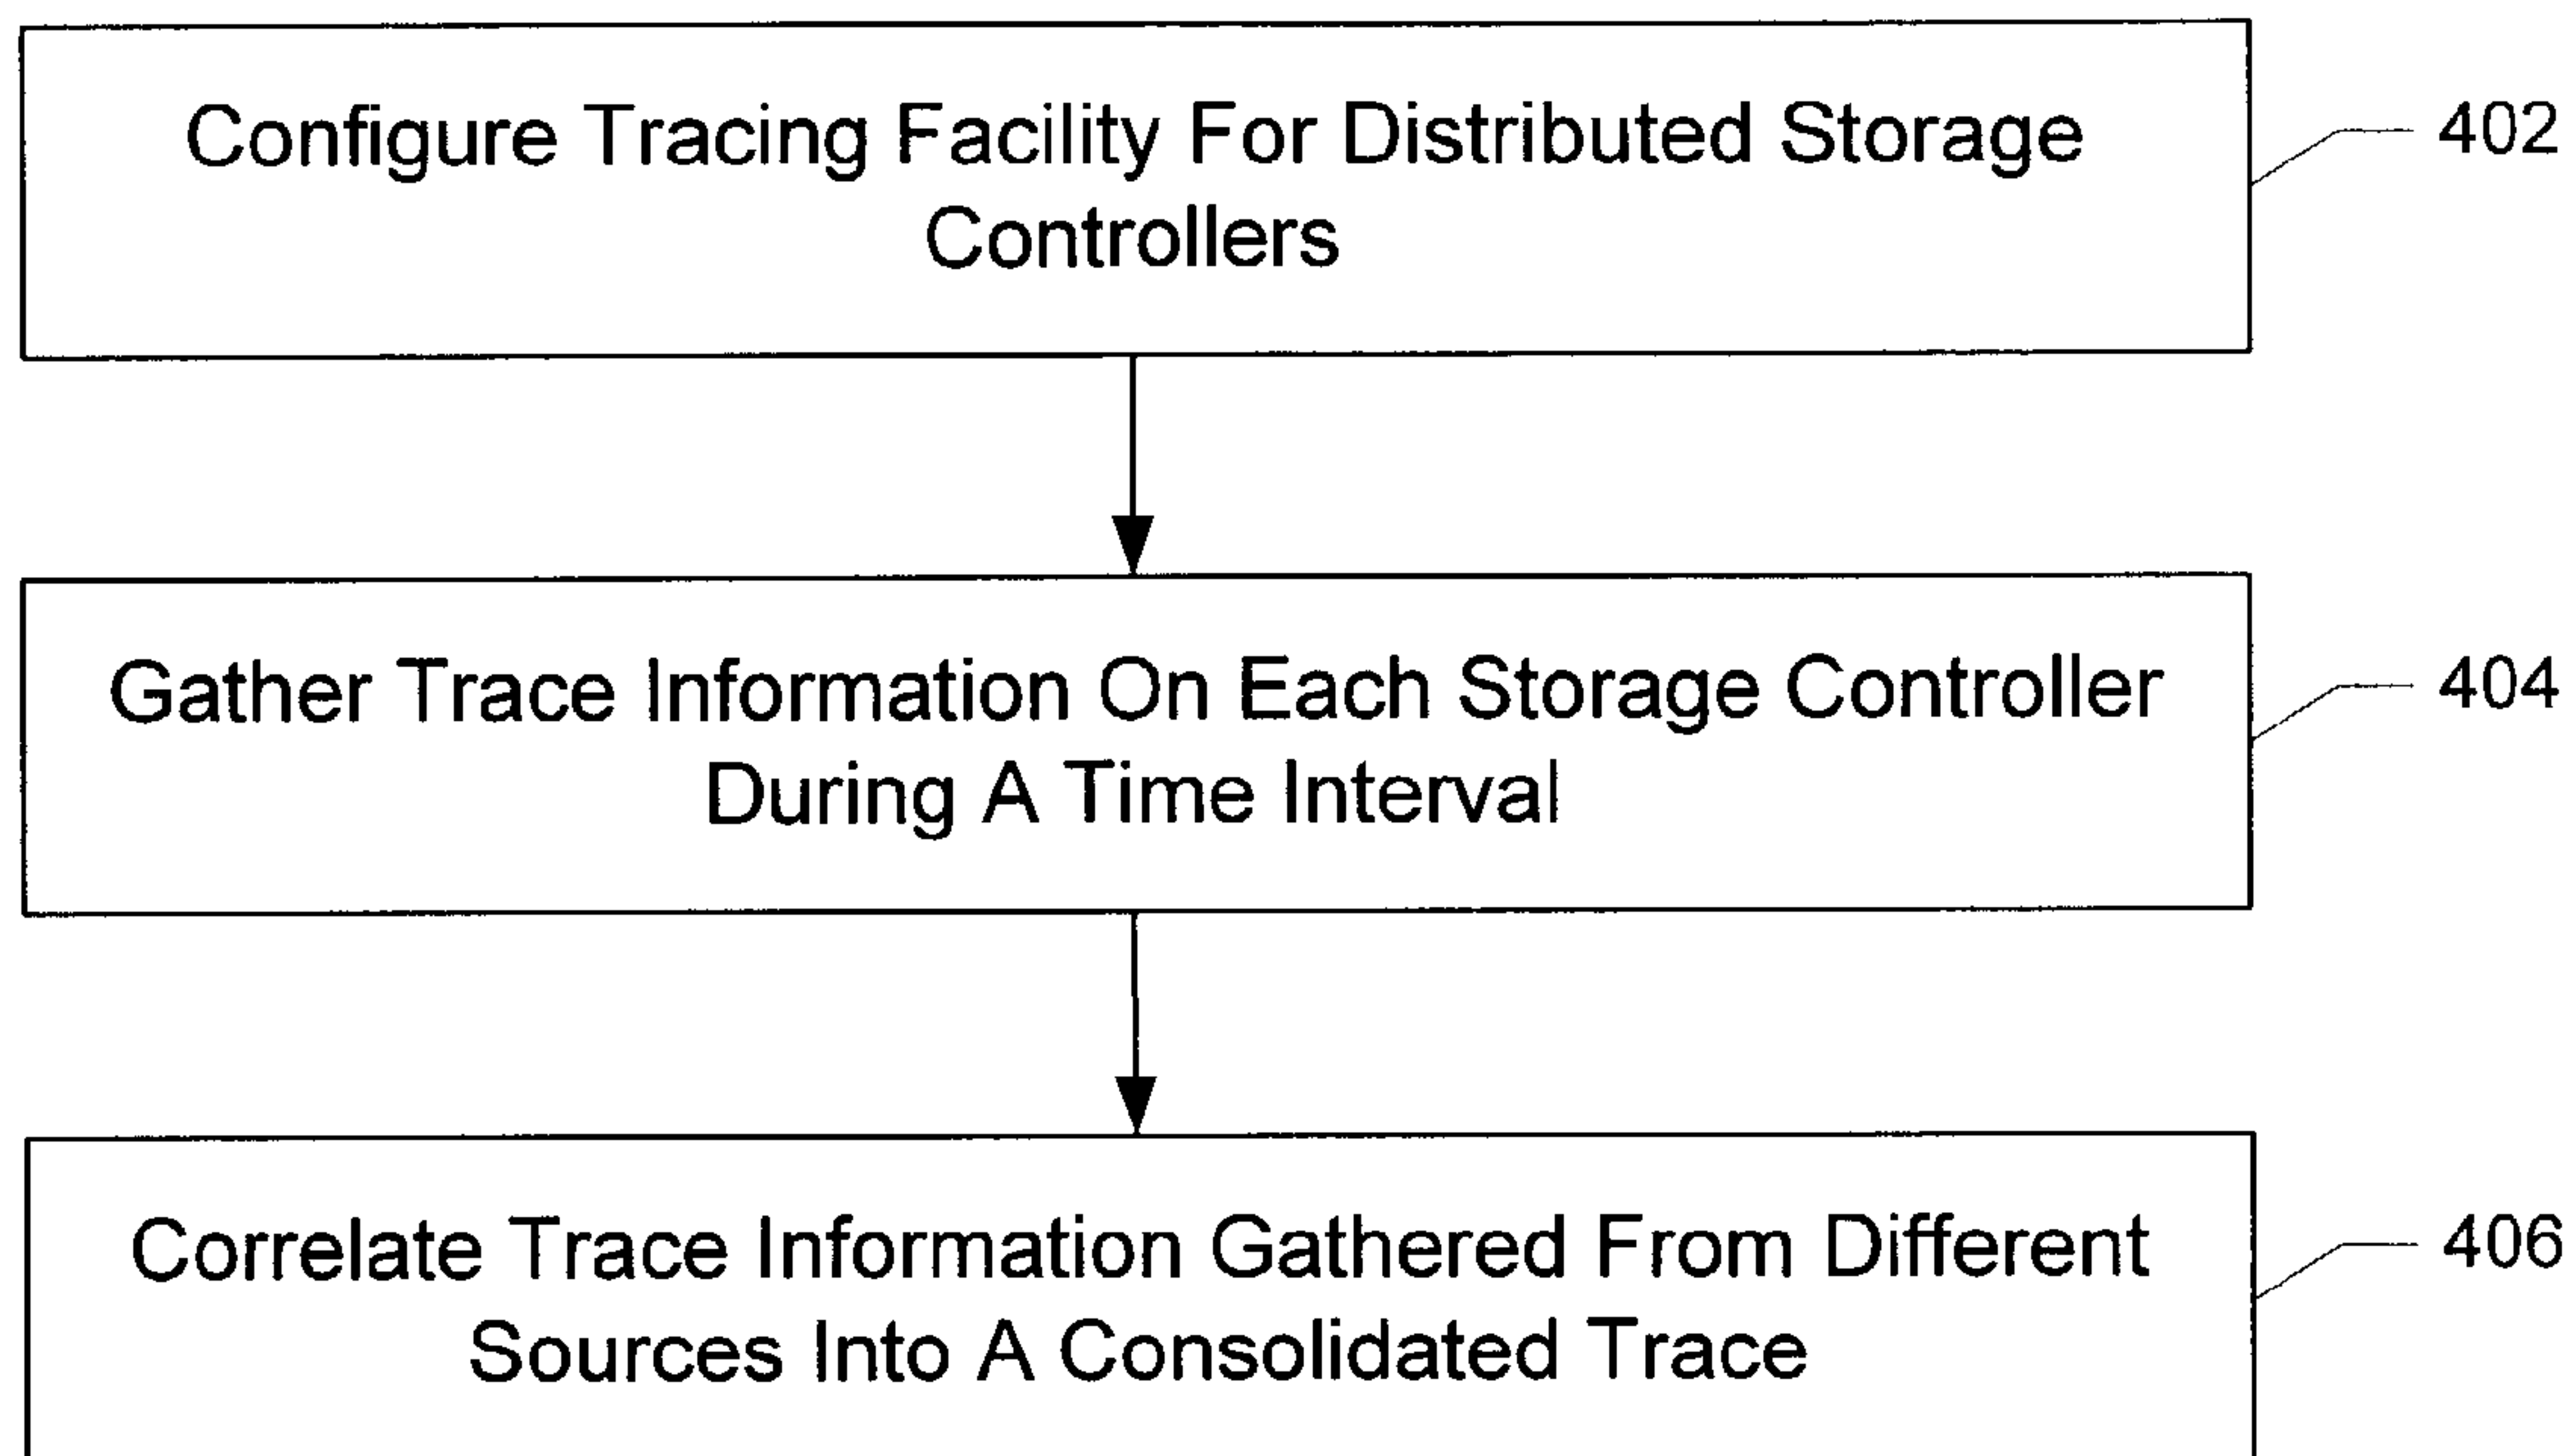 Configure Tracing Facility For Distributed Storage
Controllers
402
Gather Trace Information On Each Storage Controller
During A Time Interval
404
Correlate Trace Information Gathered From Different
Sources Into A Consolidated Trace
406